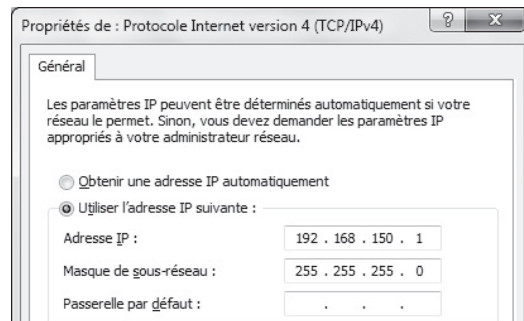 Propriétés de : Protocole Internet version 4 (TCP/IPv4)
? X
Général
Les paramètres IP peuvent être déterminés automatiquement si votre
réseau le permet. Sinon, vous devez demander les paramètres IP
appropriés à votre administrateur réseau.
Obtenir une adresse IP automatiquement
Utiliser l'adresse IP suivante :
Adresse IP : 192 . 168 . 150 . 1
Masque de sous-réseau : 255 . 255 . 255 . 0
Passerelle par défaut : . . .